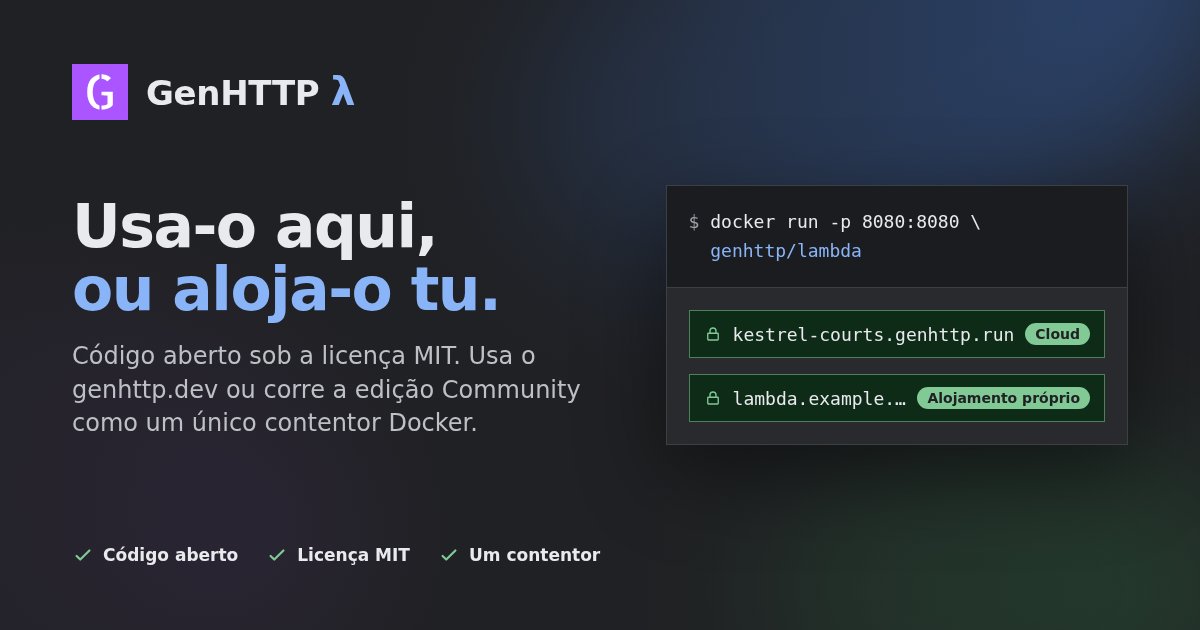 G
GenHTTP λ
Usa-o aqui,
ou aloja-o tu.
Código aberto sob a licença MIT. Usa o
genhttp.dev ou corre a edição Community
como um único contentor Docker.
$ docker run -p 8080:8080 \
genhttp/lambda
kestrel-courts.genhttp.run Cloud
lambda.example.… Alojamento próprio
Código aberto
Licença MIT
Um contentor